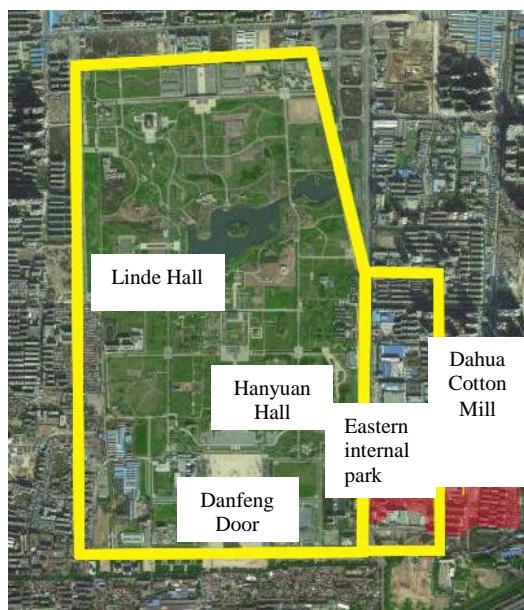 Linde Hall
Hanyuan
Hall
Dahua
Cotton
Mill
Eastern
internal
park
Danfeng
Door